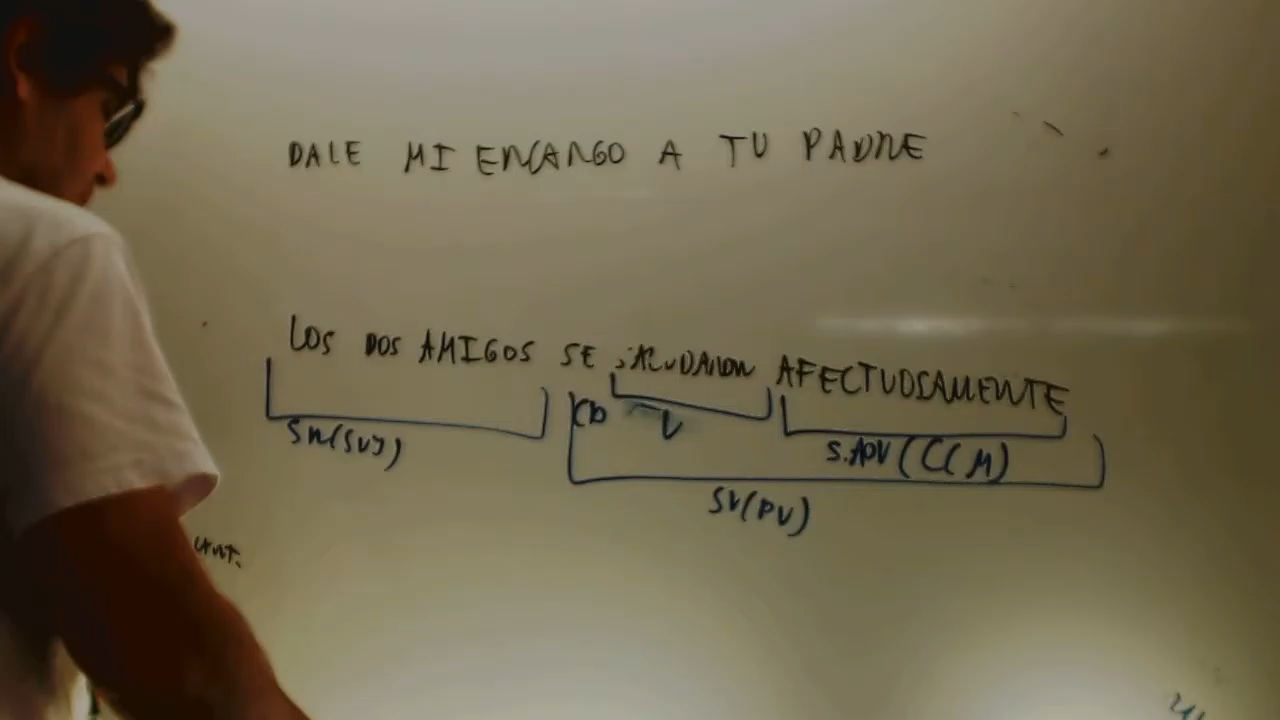 DALE MI ENCARGO A TU PADRE
LOS DOS AMIGOS SE SALUDARON AFECTUOSAMENTE
CD V
SN(SUJ) S.ADV(CCM)
SV(PV)